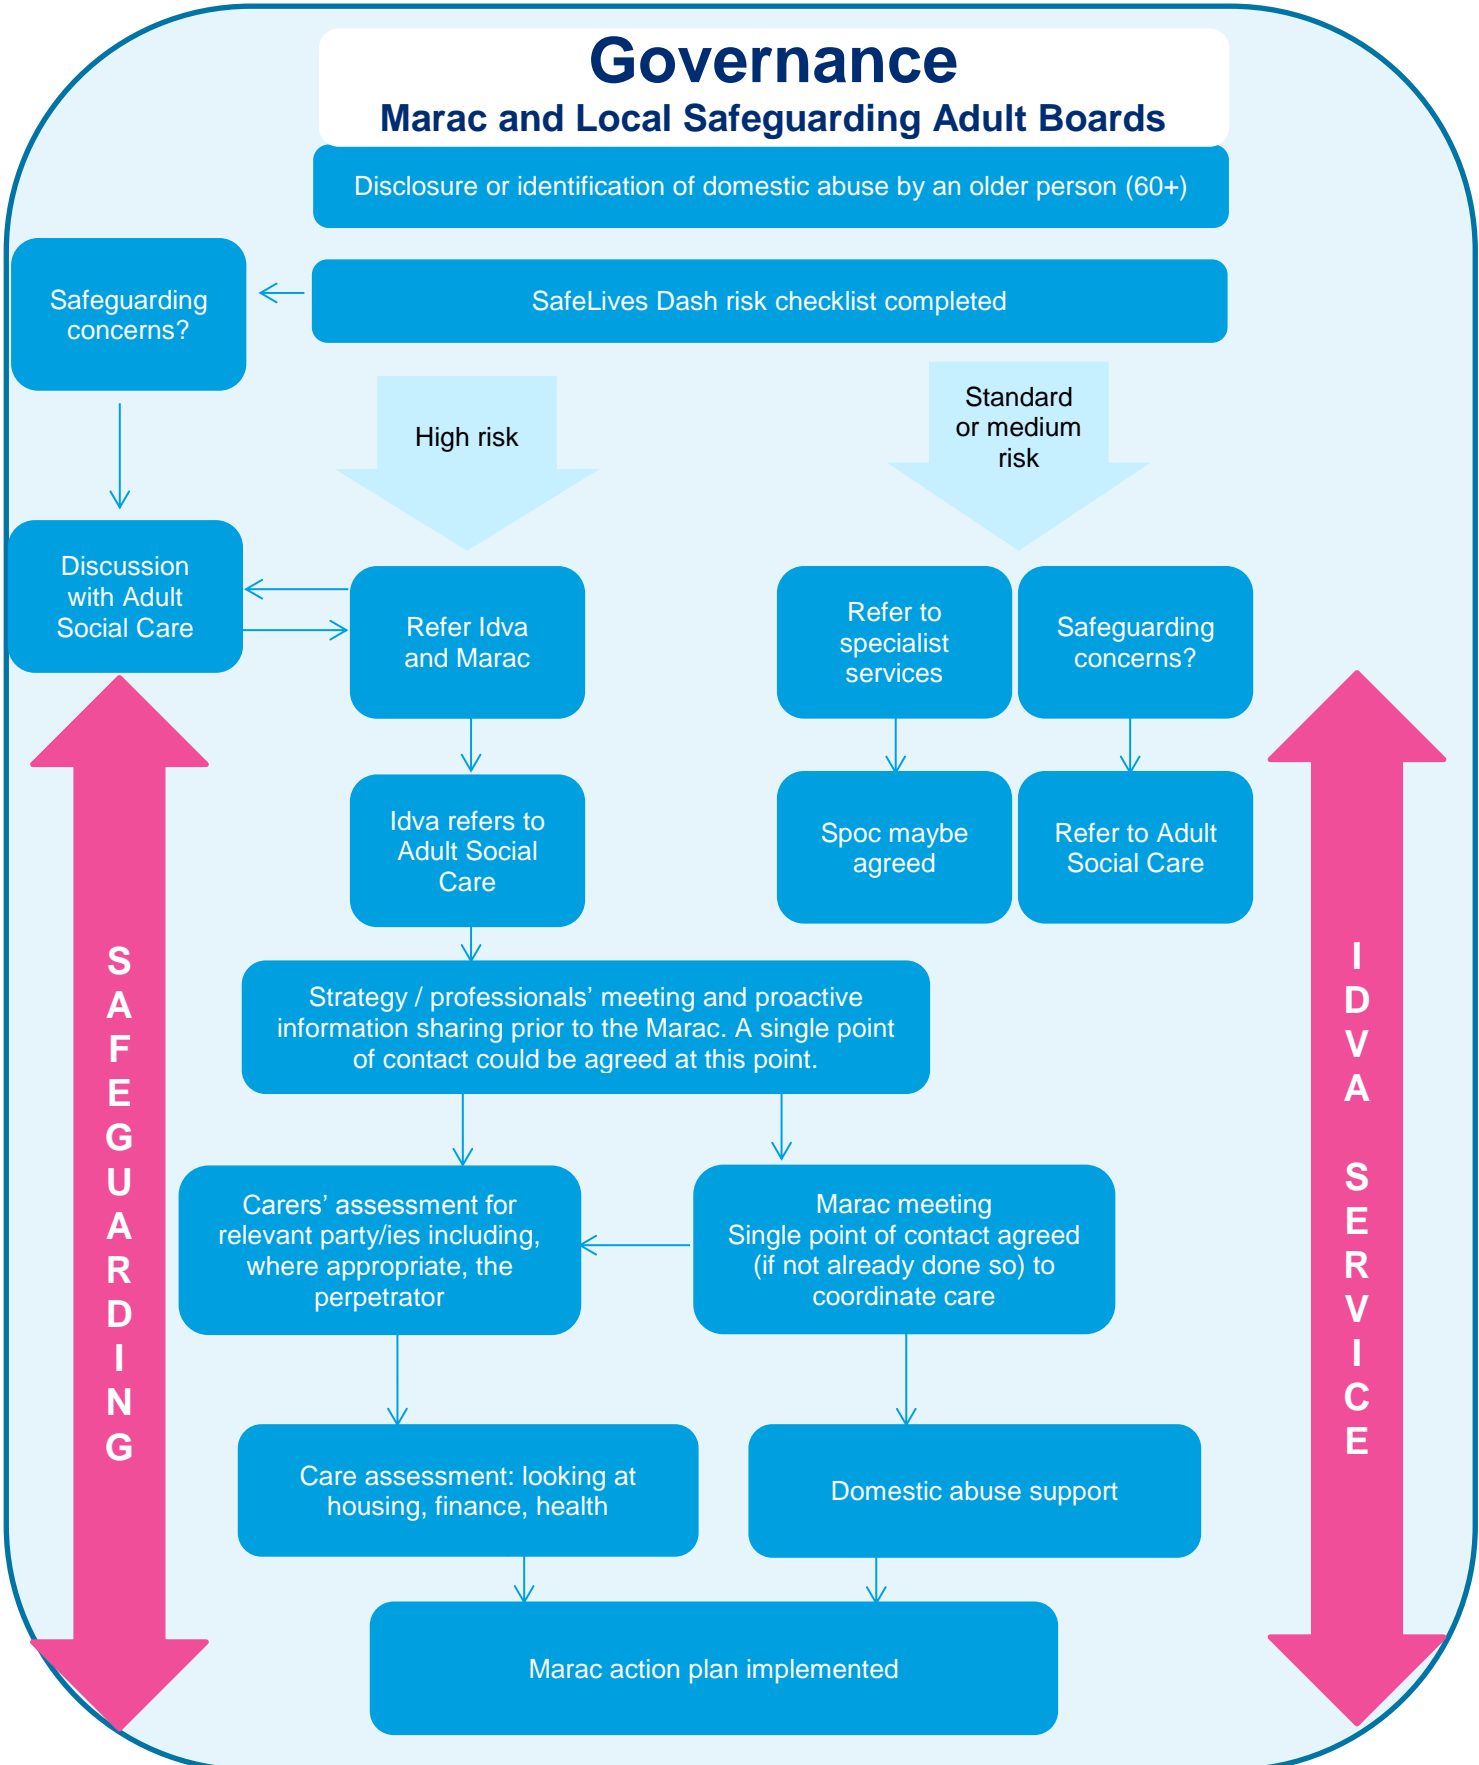 Governance
Marac and Local Safeguarding Adult Boards
Disclosure or identification of domestic abuse by an older person (60+)
Safeguarding
concerns?
SafeLives Dash risk checklist completed
High risk
Standard
or medium
risk
Discussion
with Adult
Social Care
Refer Idva
and Marac
Refer to
specialist
services
Safeguarding
concerns?
Idva refers to
Adult Social
Care
Spoc maybe
agreed
Refer to Adult
Social Care
Strategy / professionals’ meeting and proactive
information sharing prior to the Marac. A single point
of contact could be agreed at this point.
Carers’ assessment for
relevant party/ies including,
where appropriate, the
perpetrator
Marac meeting
Single point of contact agreed
(if not already done so) to
coordinate care
Care assessment: looking at
housing, finance, health
Domestic abuse support
Marac action plan implemented
S
A
F
E
G
U
A
R
D
I
N
G
I
D
V
A
S
E
R
V
I
C
E